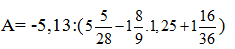 A= -5,13:(5 5/28 −1 8/9 .1,25+1 16/36)